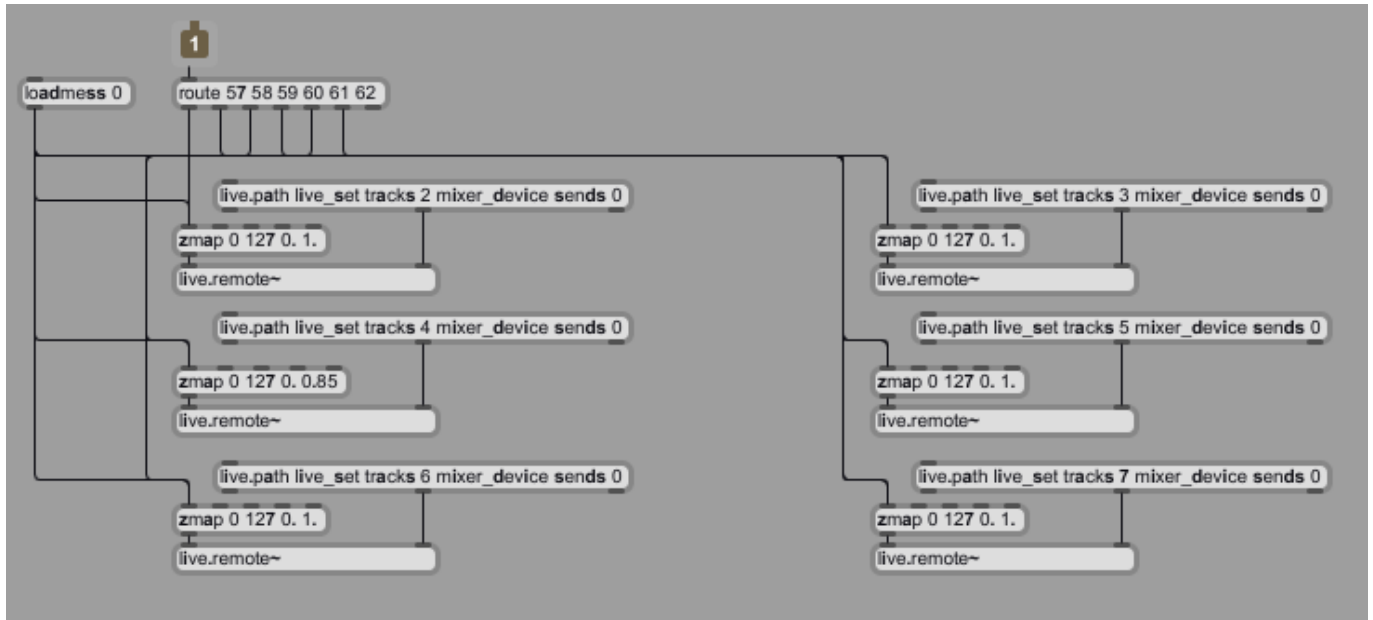 1
loadmess 0
route 57 58 59 60 61 62
live.path live_set tracks 2 mixer_device sends 0
live.path live_set tracks 3 mixer_device sends 0
zmap 0 127 0. 1.
zmap 0 127 0. 1.
live.remote~
live.remote~
live.path live_set tracks 4 mixer_device sends 0
live.path live_set tracks 5 mixer_device sends 0
zmap 0 127 0. 0.85
zmap 0 127 0. 1.
live.remote~
live.remote~
live.path live_set tracks 6 mixer_device sends 0
live.path live_set tracks 7 mixer_device sends 0
zmap 0 127 0. 1.
zmap 0 127 0. 1.
live.remote~
live.remote~